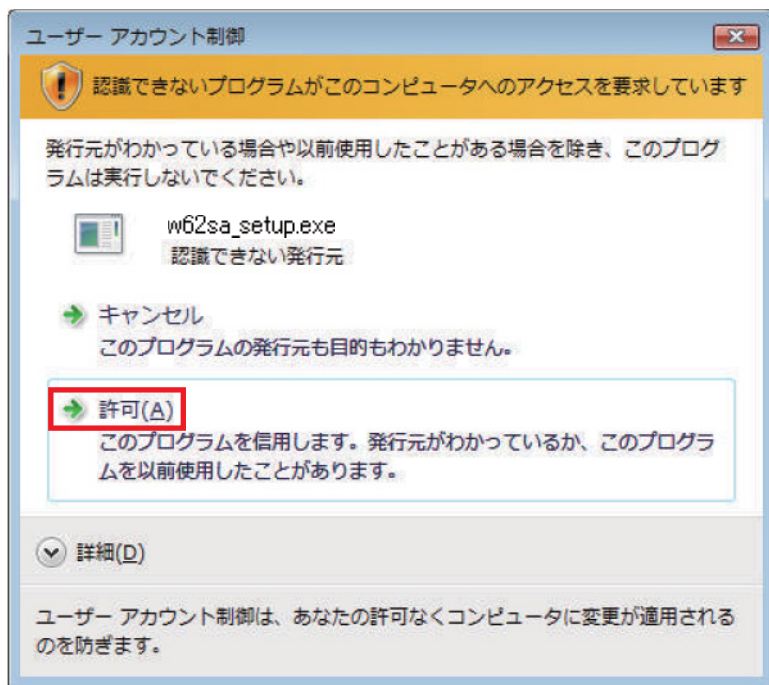 ユーザー アカウント制御
認識できないプログラムがこのコンピュータへのアクセスを要求しています
発行元がわかっている場合や以前使用したことがある場合を除き、このプログ
ラムは実行しないでください。
w62sa_setup.exe
認識できない発行元
キャンセル
このプログラムの発行元も目的もわかりません。
許可(A)
このプログラムを信用します。発行元がわかっているか、このプログラ
ムを以前使用したことがあります。
詳細(D)
ユーザー アカウント制御は、あなたの許可なくコンピュータに変更が適用される
のを防ぎます。